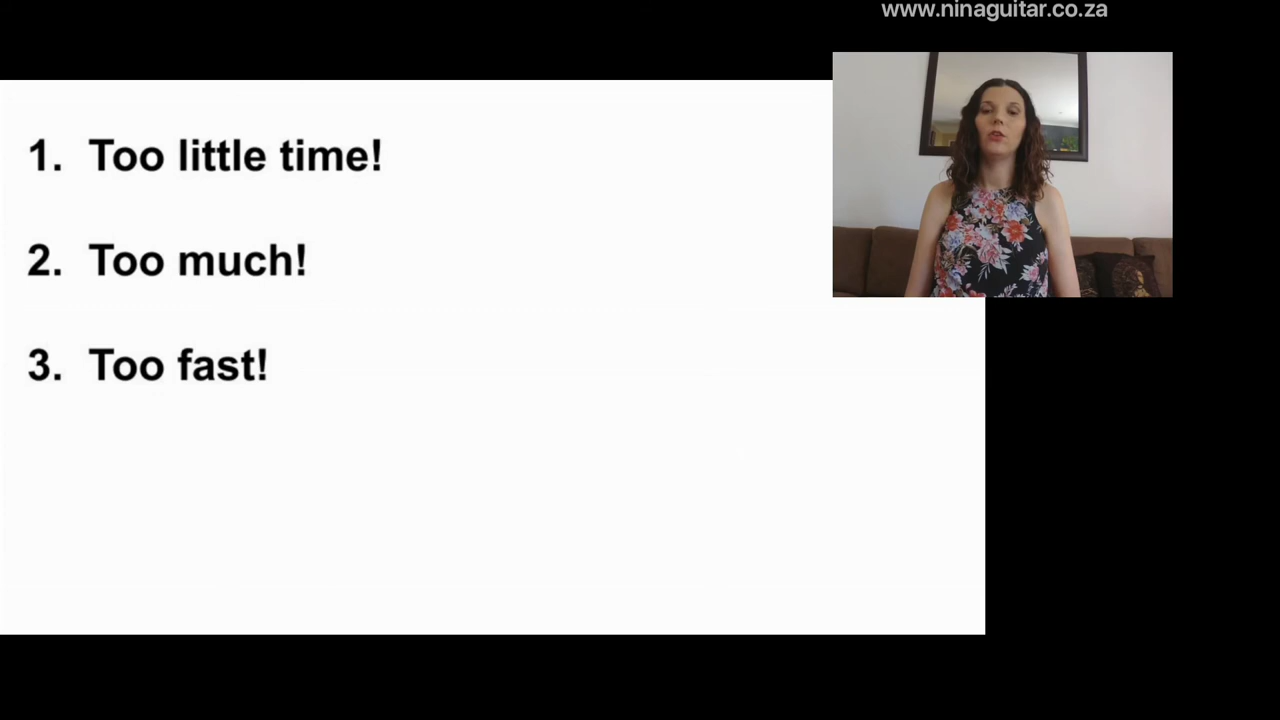 www.ninaguitar.co.za
1. Too little time!
2. Too much!
3. Too fast!